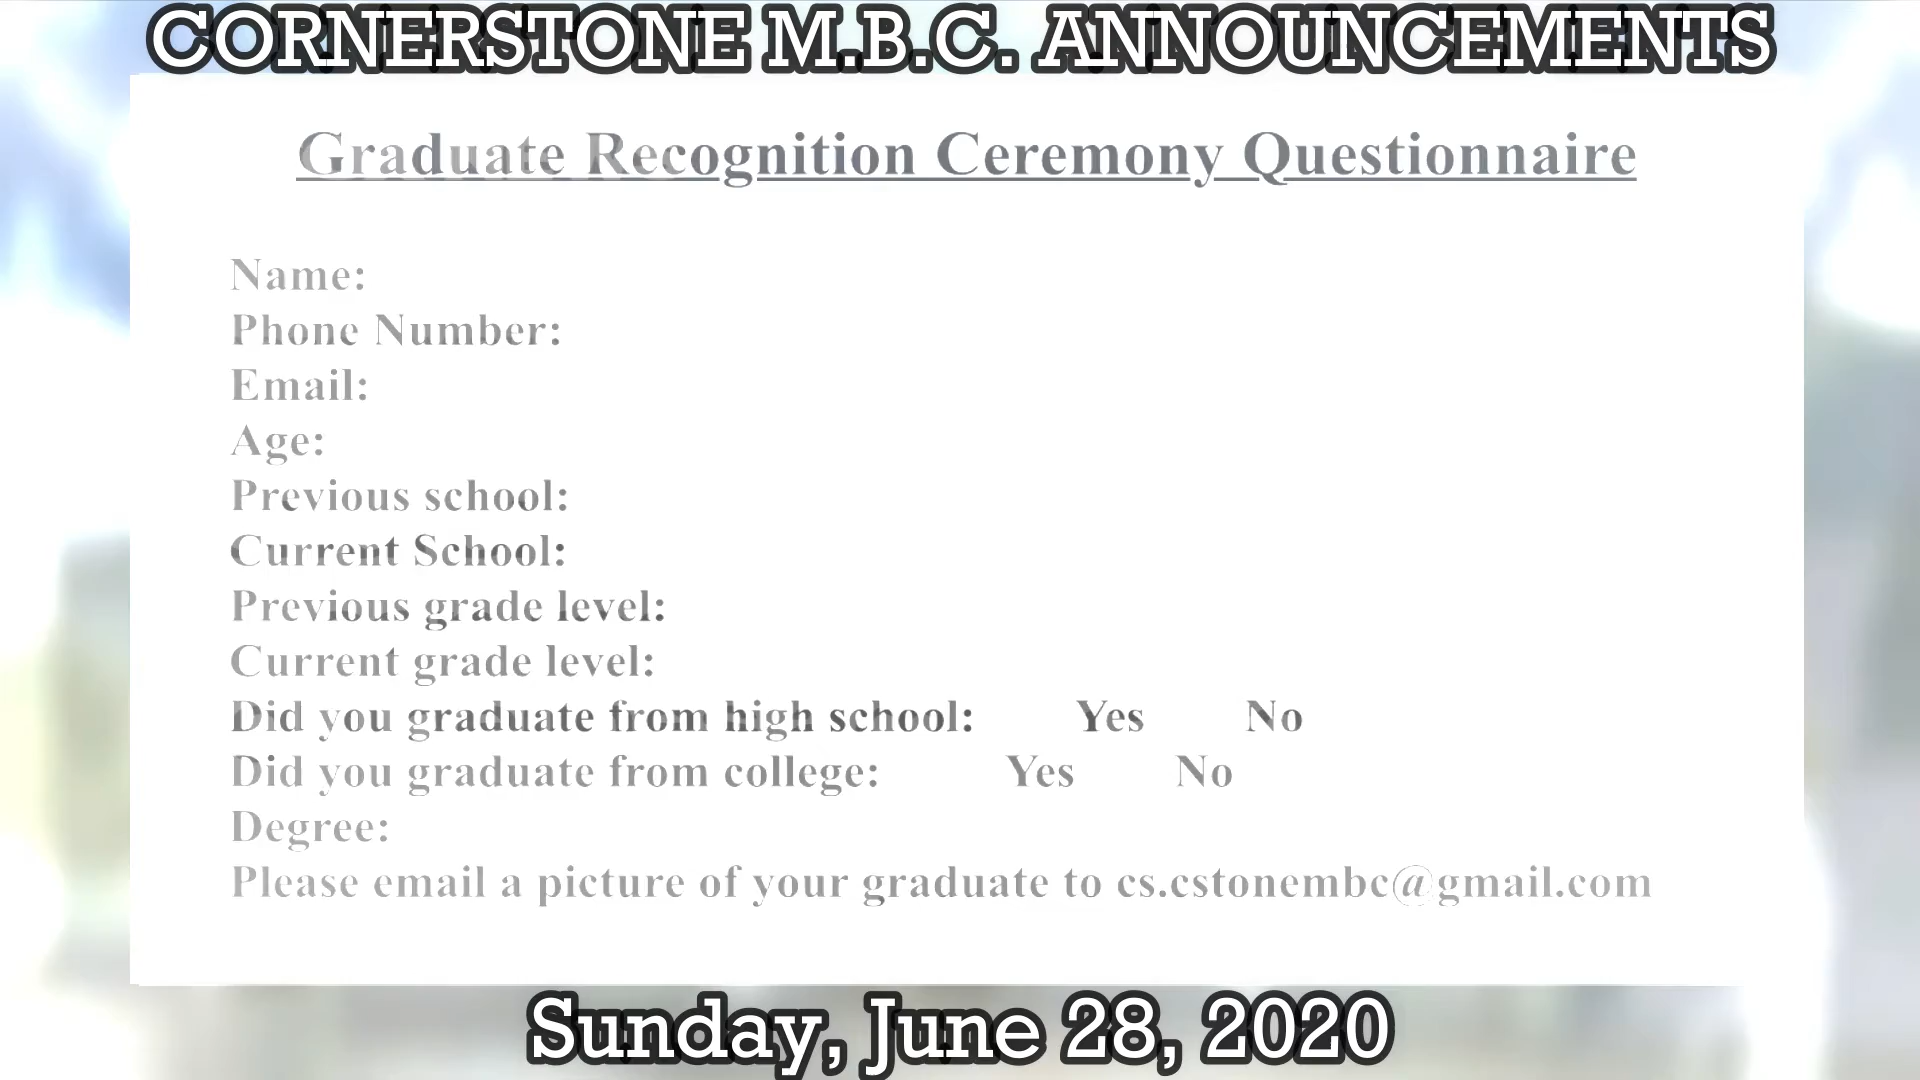 CORNERSTONE M.B.C. ANNOUNCEMENTS
Graduate Recognition Ceremony Questionnaire
Name:
Phone Number:
Email:
Age:
Previous school:
Current School:
Previous grade level:
Current grade level:
Did you graduate from high school: Yes No
Did you graduate from college: Yes No
Degree:
Please email a picture of your graduate to cs.cstonembc@gmail.com
Sunday, June 28, 2020